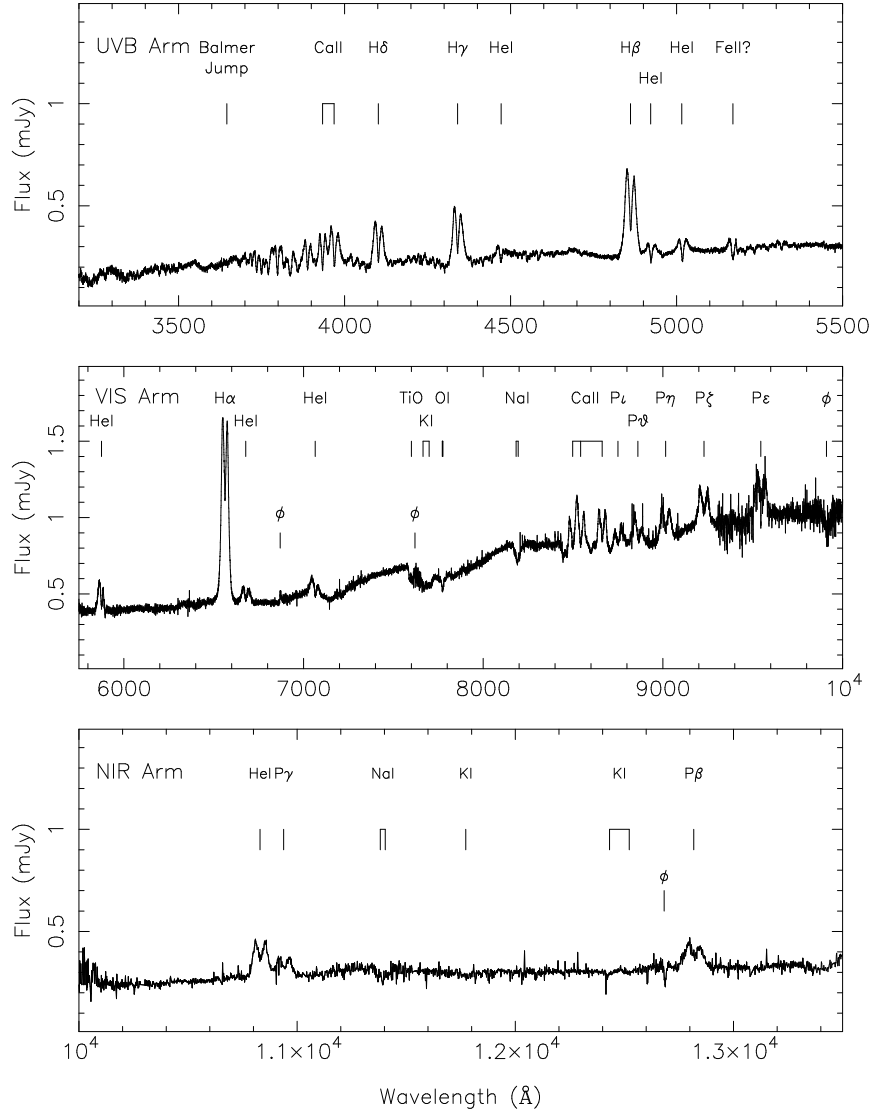 UVB Arm Balmer Jump CaII Hδ Hγ HeI Hβ HeI HeI FeII?
Flux (mJy)
1
0.5
3500 4000 4500 5000 5500
VIS Arm HeI Hα HeI HeI TiO KI OI NaI CaII Pι Pϑ Pη Pζ Pε ϕ
ϕ ϕ
Flux (mJy)
1.5
1
0.5
6000 7000 8000 9000 10⁴
NIR Arm HeI Pγ NaI KI KI Pβ
ϕ
Flux (mJy)
1
0.5
10⁴ 1.1×10⁴ 1.2×10⁴ 1.3×10⁴
Wavelength (Å)